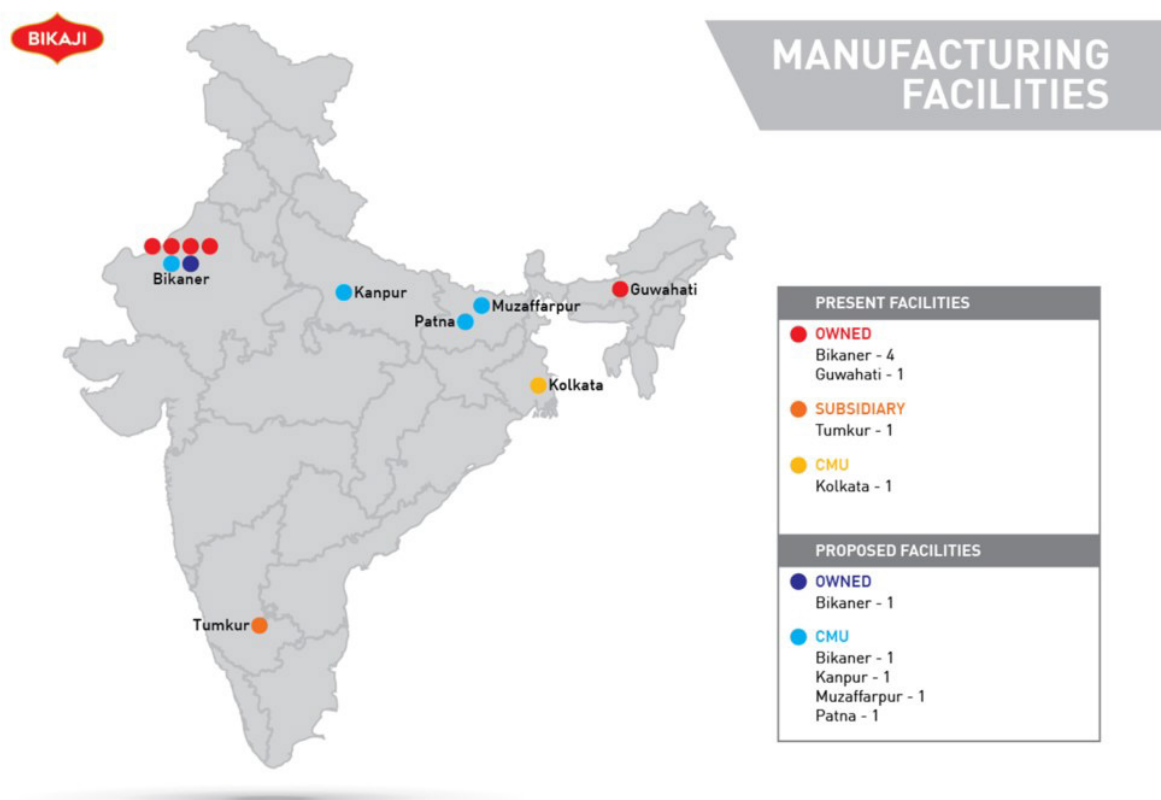 BIKAJI
MANUFACTURING
FACILITIES
Bikaner
Kanpur
Muzaffarpur
Patna
Guwahati
Kolkata
Tumkur
PRESENT FACILITIES
OWNED
Bikaner - 4
Guwahati - 1
SUBSIDIARY
Tumkur - 1
CMU
Kolkata - 1
PROPOSED FACILITIES
OWNED
Bikaner - 1
CMU
Bikaner - 1
Kanpur - 1
Muzaffarpur - 1
Patna - 1